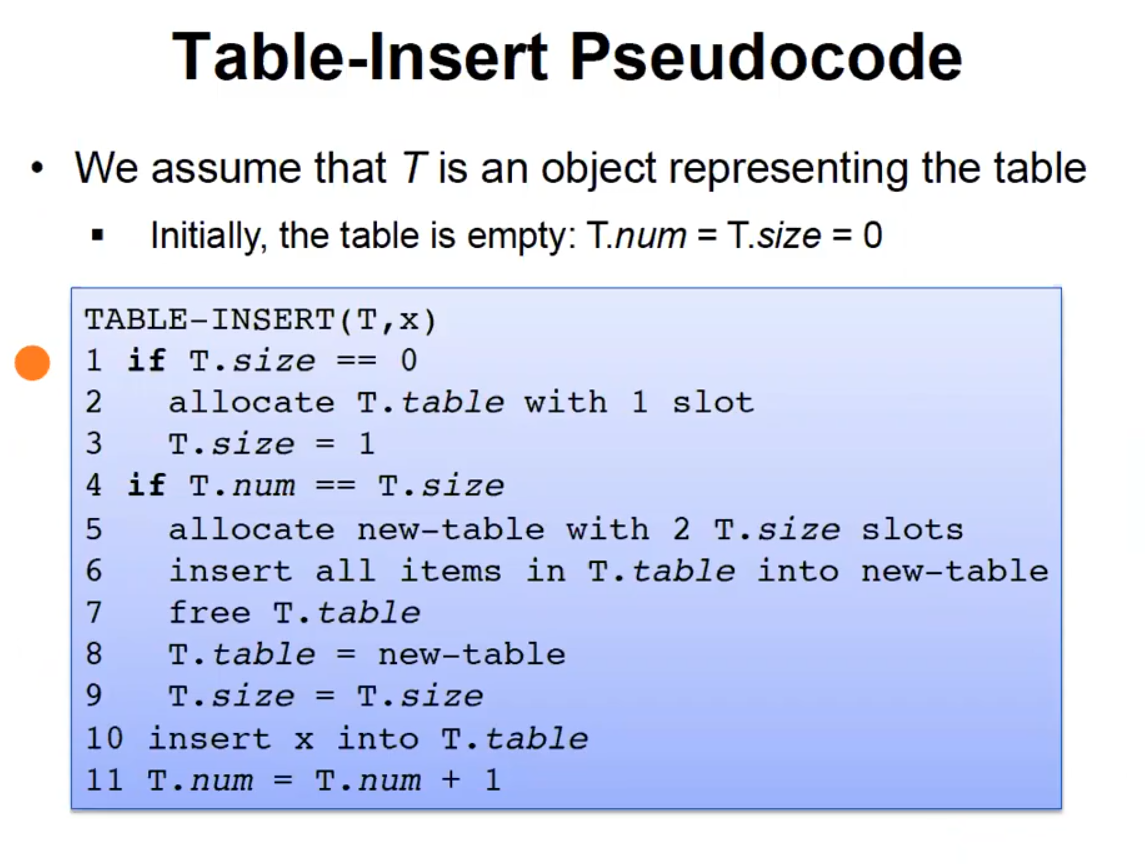 Table-Insert Pseudocode
• We assume that T is an object representing the table
▪ Initially, the table is empty: T.num = T.size = 0
TABLE-INSERT(T,x)
1 if T.size == 0
2   allocate T.table with 1 slot
3   T.size = 1
4 if T.num == T.size
5   allocate new-table with 2 T.size slots
6   insert all items in T.table into new-table
7   free T.table
8   T.table = new-table
9   T.size = T.size
10 insert x into T.table
11 T.num = T.num + 1